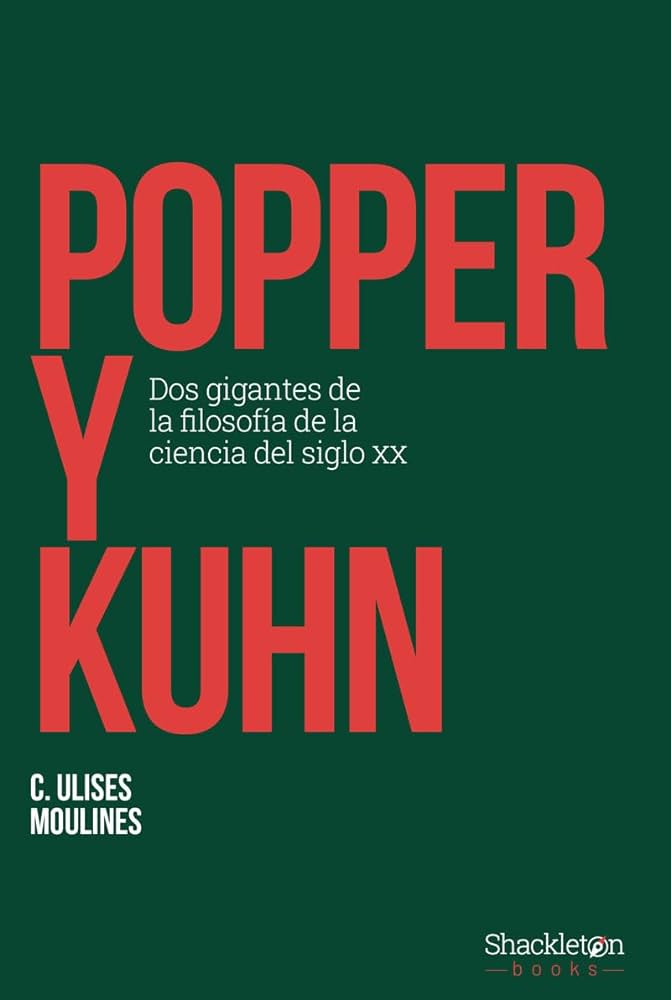 POPPER
Y
Dos gigantes de
la filosofía de la
ciencia del siglo xx
KUHN
C. ULISES
MOULINES
Shackleton
books